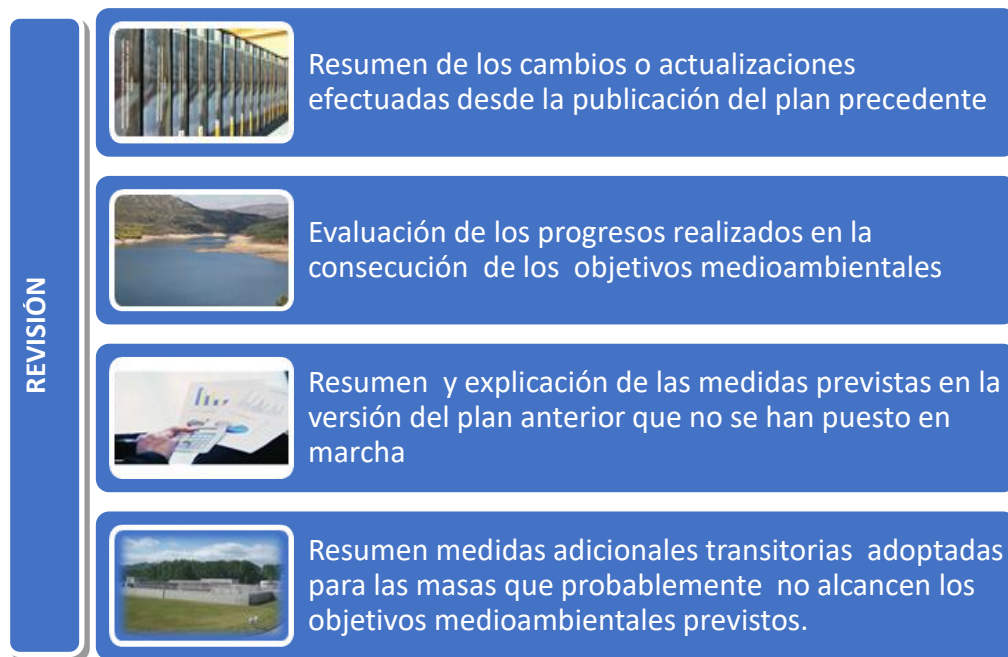 REVISIÓN
Resumen de los cambios o actualizaciones
efectuadas desde la publicación del plan precedente
Evaluación de los progresos realizados en la
consecución de los objetivos medioambientales
Resumen y explicación de las medidas previstas en la
versión del plan anterior que no se han puesto en
marcha
Resumen medidas adicionales transitorias adoptadas
para las masas que probablemente no alcancen los
objetivos medioambientales previstos.